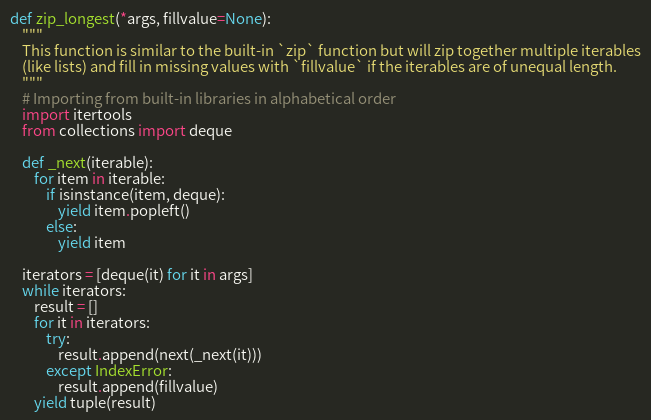 def zip_longest(*args, fillvalue=None):
    """
    This function is similar to the built-in `zip` function but will zip together multiple iterables
    (like lists) and fill in missing values with `fillvalue` if the iterables are of unequal length.
    """
    # Importing from built-in libraries in alphabetical order
    import itertools
    from collections import deque

    def _next(iterable):
        for item in iterable:
            if isinstance(item, deque):
                yield item.popleft()
            else:
                yield item

    iterators = [deque(it) for it in args]
    while iterators:
        result = []
        for it in iterators:
            try:
                result.append(next(_next(it)))
            except IndexError:
                result.append(fillvalue)
        yield tuple(result)